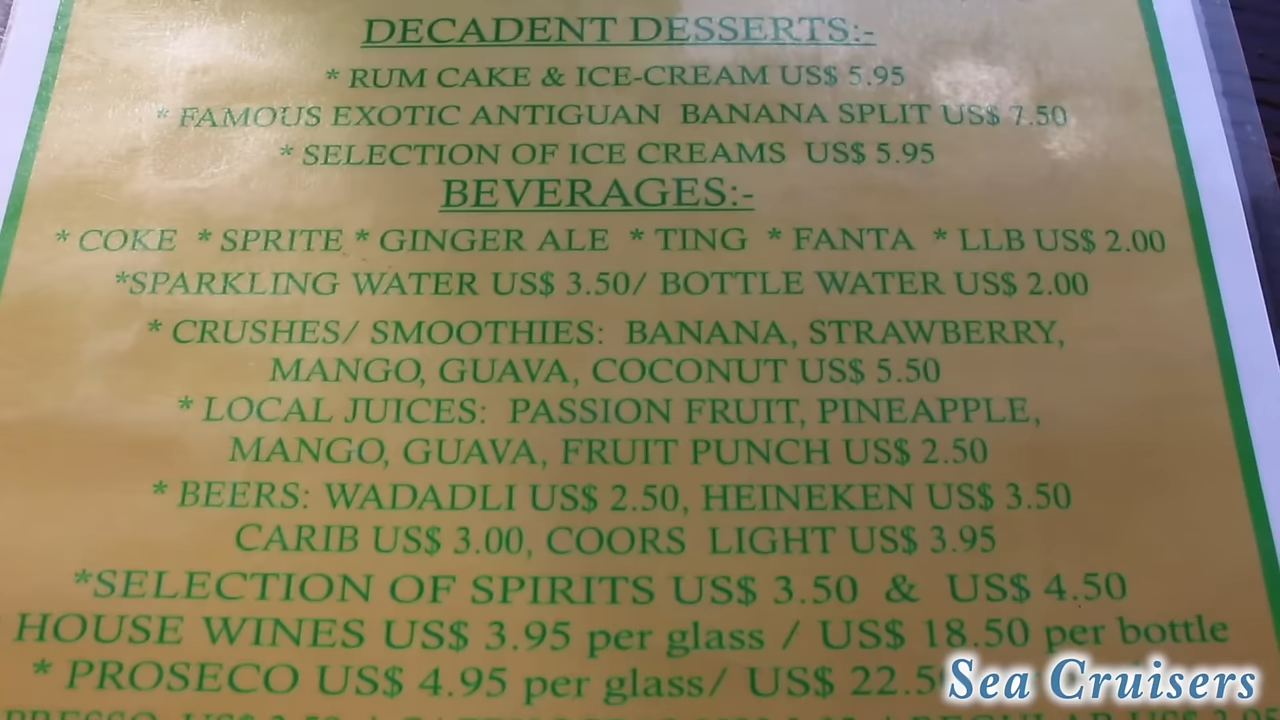 DECADENT DESSERTS:-
* RUM CAKE & ICE-CREAM US$ 5.95
* FAMOUS EXOTIC ANTIGUAN BANANA SPLIT US$ 7.50
* SELECTION OF ICE CREAMS US$ 5.95
BEVERAGES:-
* COKE * SPRITE * GINGER ALE * TING * FANTA * LLB US$ 2.00
*SPARKLING WATER US$ 3.50/ BOTTLE WATER US$ 2.00
* CRUSHES/ SMOOTHIES: BANANA, STRAWBERRY,
MANGO, GUAVA, COCONUT US$ 5.50
* LOCAL JUICES: PASSION FRUIT, PINEAPPLE,
MANGO, GUAVA, FRUIT PUNCH US$ 2.50
* BEERS: WADADLI US$ 2.50, HEINEKEN US$ 3.50
CARIB US$ 3.00, COORS LIGHT US$ 3.95
*SELECTION OF SPIRITS US$ 3.50 & US$ 4.50
HOUSE WINES US$ 3.95 per glass / US$ 18.50 per bottle
* PROSECO US$ 4.95 per glass/ US$ 22.5
Sea Cruisers